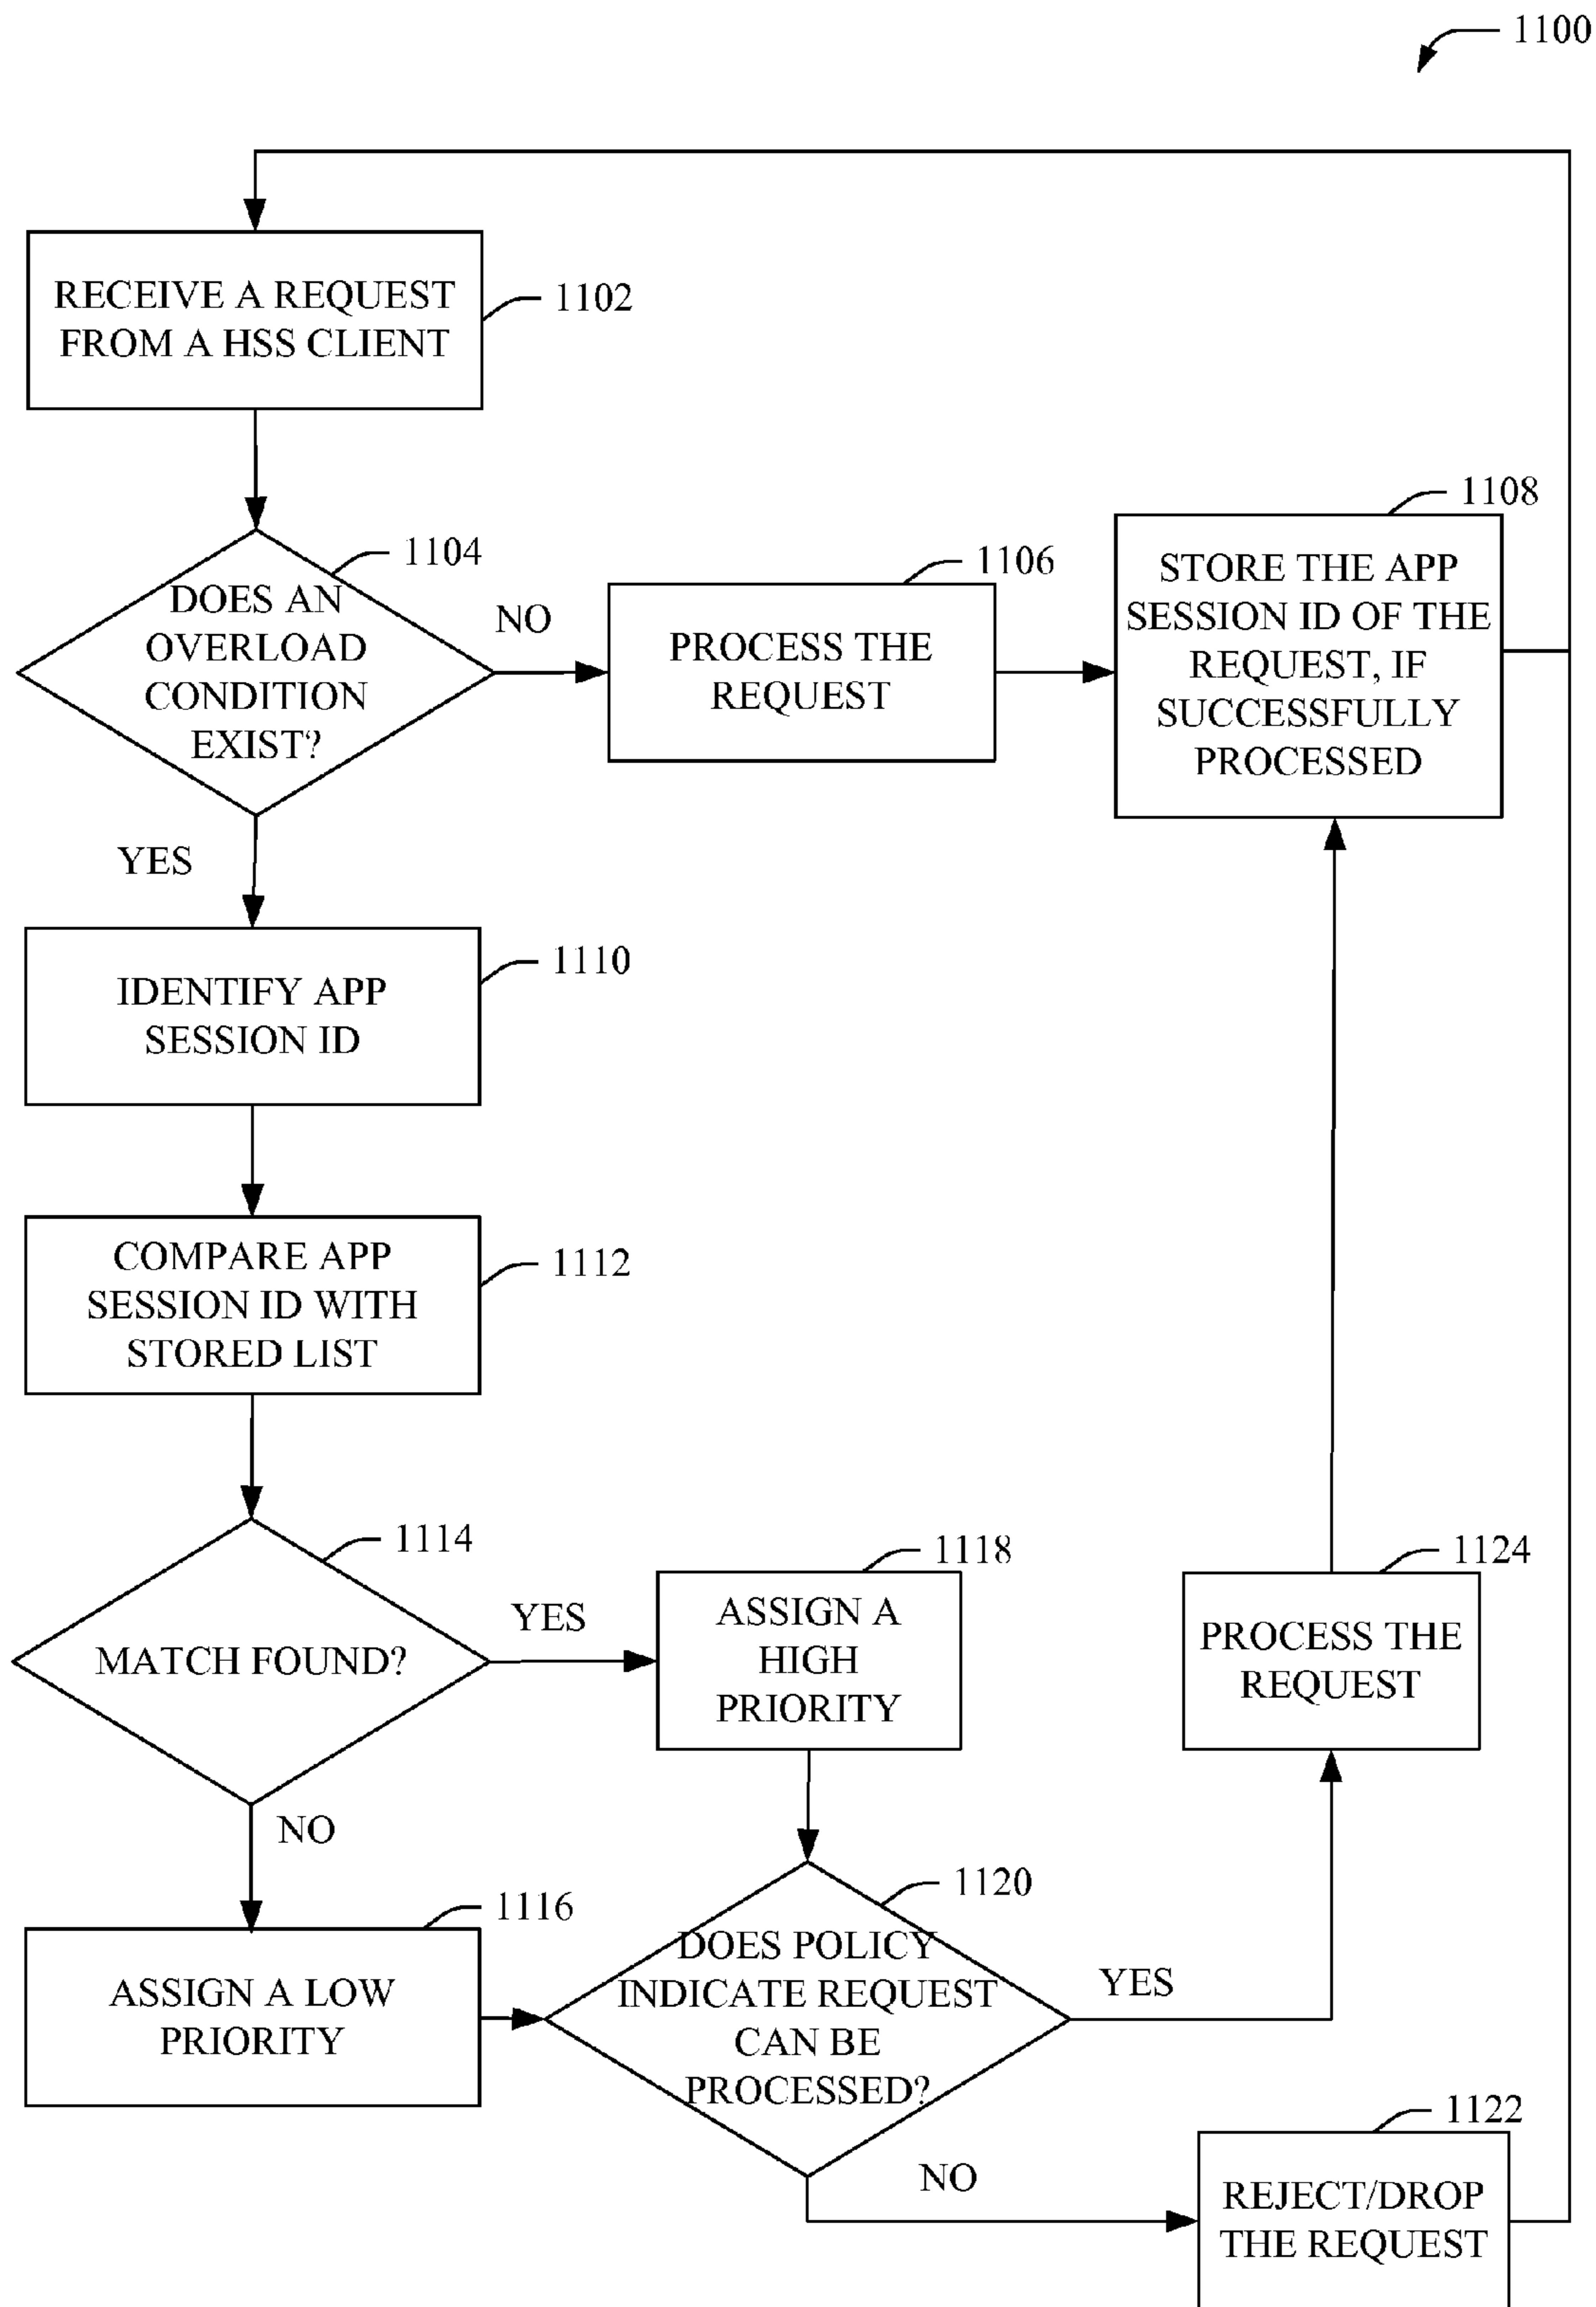 1100
RECEIVE A REQUEST
FROM A HSS CLIENT
1102
1104
DOES AN
OVERLOAD
CONDITION
EXIST?
NO
1106
PROCESS THE
REQUEST
1108
STORE THE APP
SESSION ID OF THE
REQUEST, IF
SUCCESSFULLY
PROCESSED
YES
IDENTIFY APP
SESSION ID
1110
COMPARE APP
SESSION ID WITH
STORED LIST
1112
1114
MATCH FOUND?
YES
1118
ASSIGN A
HIGH
PRIORITY
1124
PROCESS THE
REQUEST
NO
1116
ASSIGN A LOW
PRIORITY
1120
DOES POLICY
INDICATE REQUEST
CAN BE
PROCESSED?
YES
NO
1122
REJECT/DROP
THE REQUEST